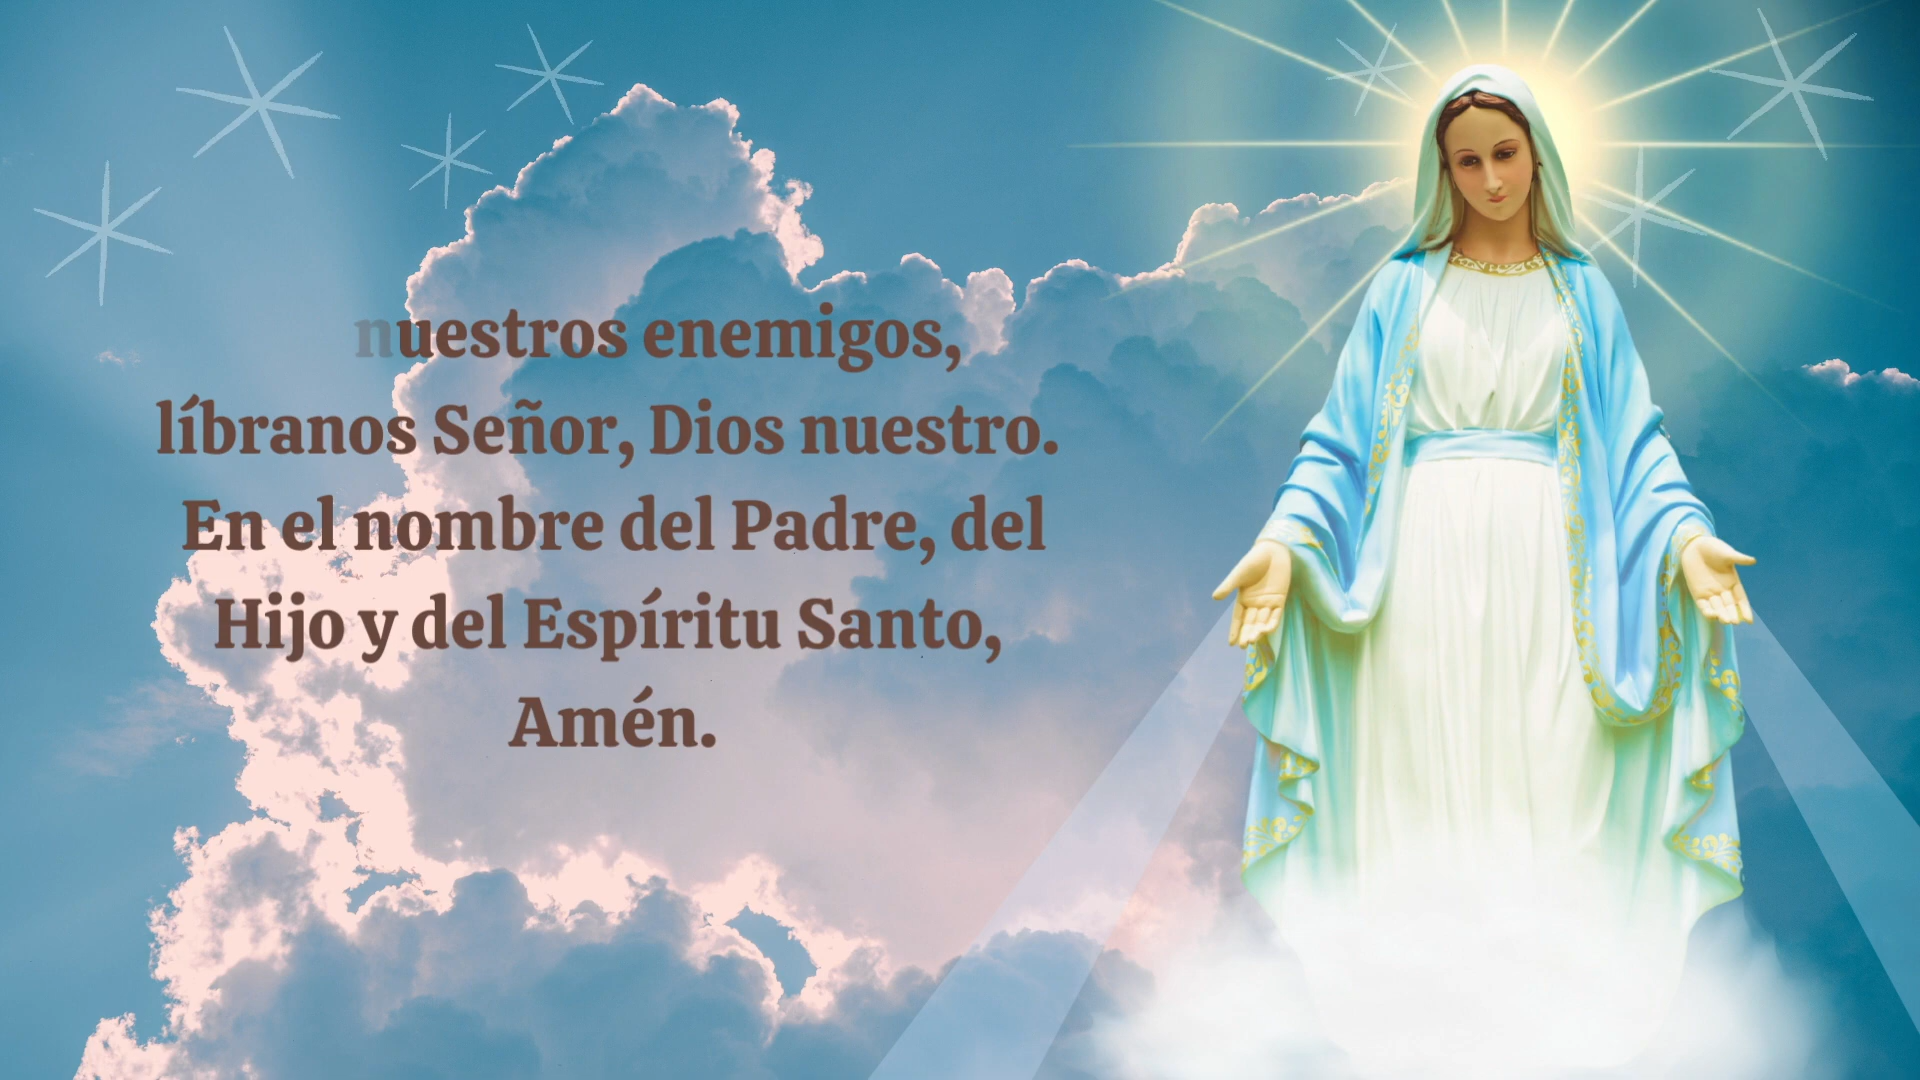 nuestros enemigos,
líbranos Señor, Dios nuestro.
En el nombre del Padre, del
Hijo y del Espíritu Santo,
Amén.